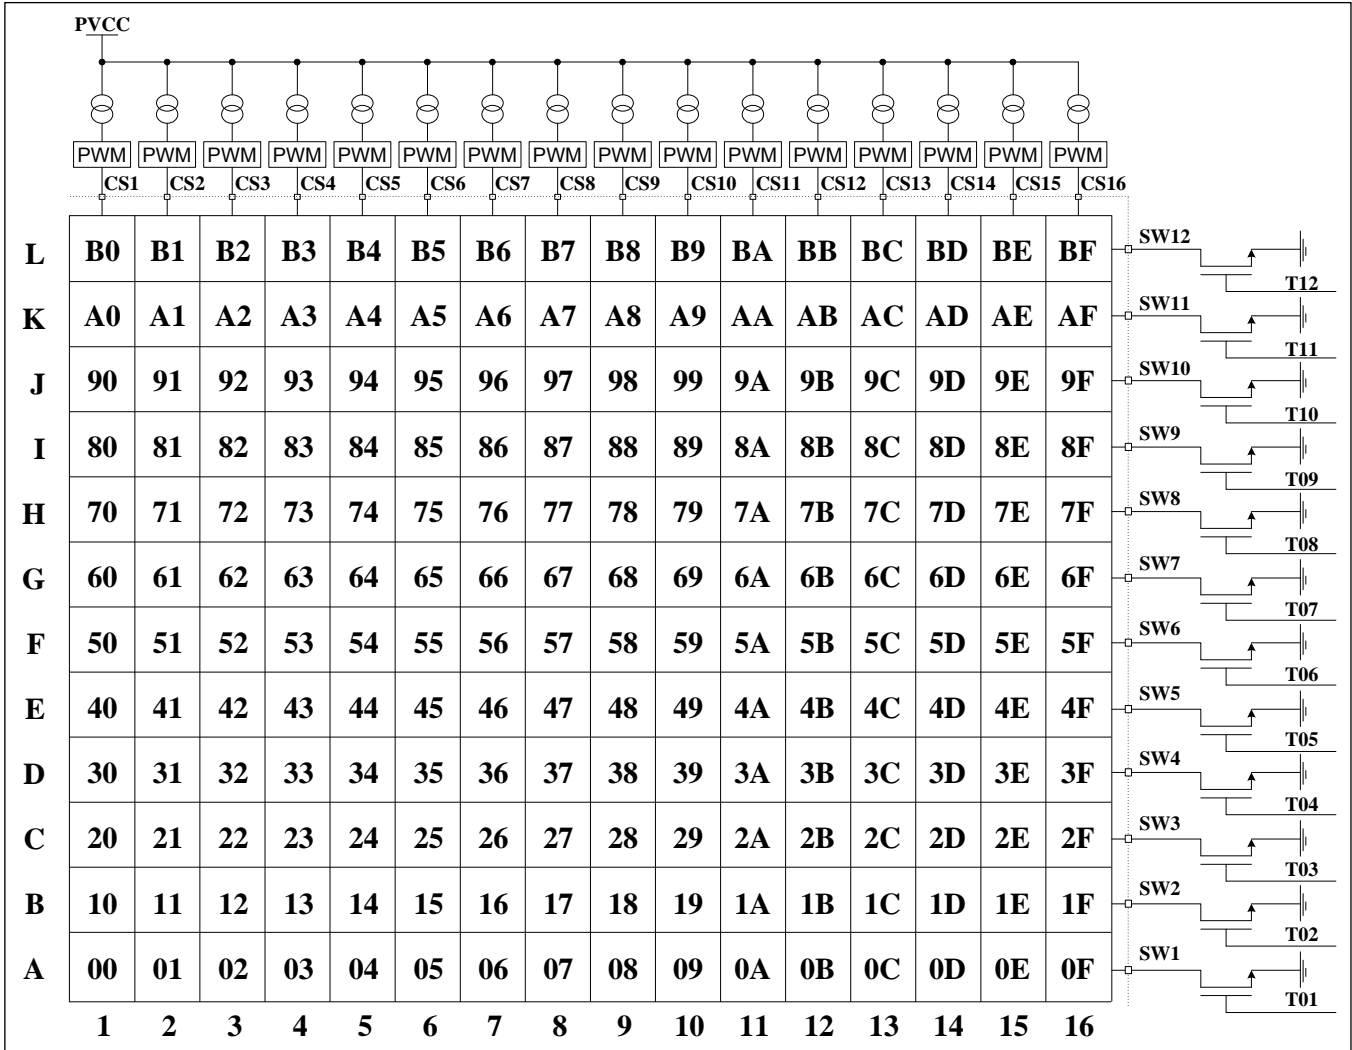 PVCC
PWM PWM PWM PWM PWM PWM PWM PWM PWM PWM PWM PWM PWM PWM PWM PWM
CS1 CS2 CS3 CS4 CS5 CS6 CS7 CS8 CS9 CS10 CS11 CS12 CS13 CS14 CS15 CS16
L B0 B1 B2 B3 B4 B5 B6 B7 B8 B9 BA BB BC BD BE BF SW12
T12
K A0 A1 A2 A3 A4 A5 A6 A7 A8 A9 AA AB AC AD AE AF SW11
T11
J 90 91 92 93 94 95 96 97 98 99 9A 9B 9C 9D 9E 9F SW10
T10
I 80 81 82 83 84 85 86 87 88 89 8A 8B 8C 8D 8E 8F SW9
T09
H 70 71 72 73 74 75 76 77 78 79 7A 7B 7C 7D 7E 7F SW8
T08
G 60 61 62 63 64 65 66 67 68 69 6A 6B 6C 6D 6E 6F SW7
T07
F 50 51 52 53 54 55 56 57 58 59 5A 5B 5C 5D 5E 5F SW6
T06
E 40 41 42 43 44 45 46 47 48 49 4A 4B 4C 4D 4E 4F SW5
T05
D 30 31 32 33 34 35 36 37 38 39 3A 3B 3C 3D 3E 3F SW4
T04
C 20 21 22 23 24 25 26 27 28 29 2A 2B 2C 2D 2E 2F SW3
T03
B 10 11 12 13 14 15 16 17 18 19 1A 1B 1C 1D 1E 1F SW2
T02
A 00 01 02 03 04 05 06 07 08 09 0A 0B 0C 0D 0E 0F SW1
T01
1 2 3 4 5 6 7 8 9 10 11 12 13 14 15 16